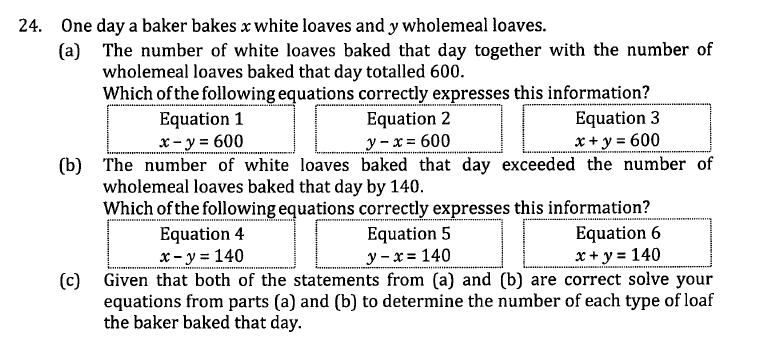 24. One day a baker bakes x white loaves and y wholemeal loaves.
(a) The number of white loaves baked that day together with the number of
wholemeal loaves baked that day totalled 600.
Which of the following equations correctly expresses this information?
Equation 1 Equation 2 Equation 3
x – y = 600 y – x = 600 x + y = 600
(b) The number of white loaves baked that day exceeded the number of
wholemeal loaves baked that day by 140.
Which of the following equations correctly expresses this information?
Equation 4 Equation 5 Equation 6
x – y = 140 y – x = 140 x + y = 140
(c) Given that both of the statements from (a) and (b) are correct solve your
equations from parts (a) and (b) to determine the number of each type of loaf
the baker baked that day.